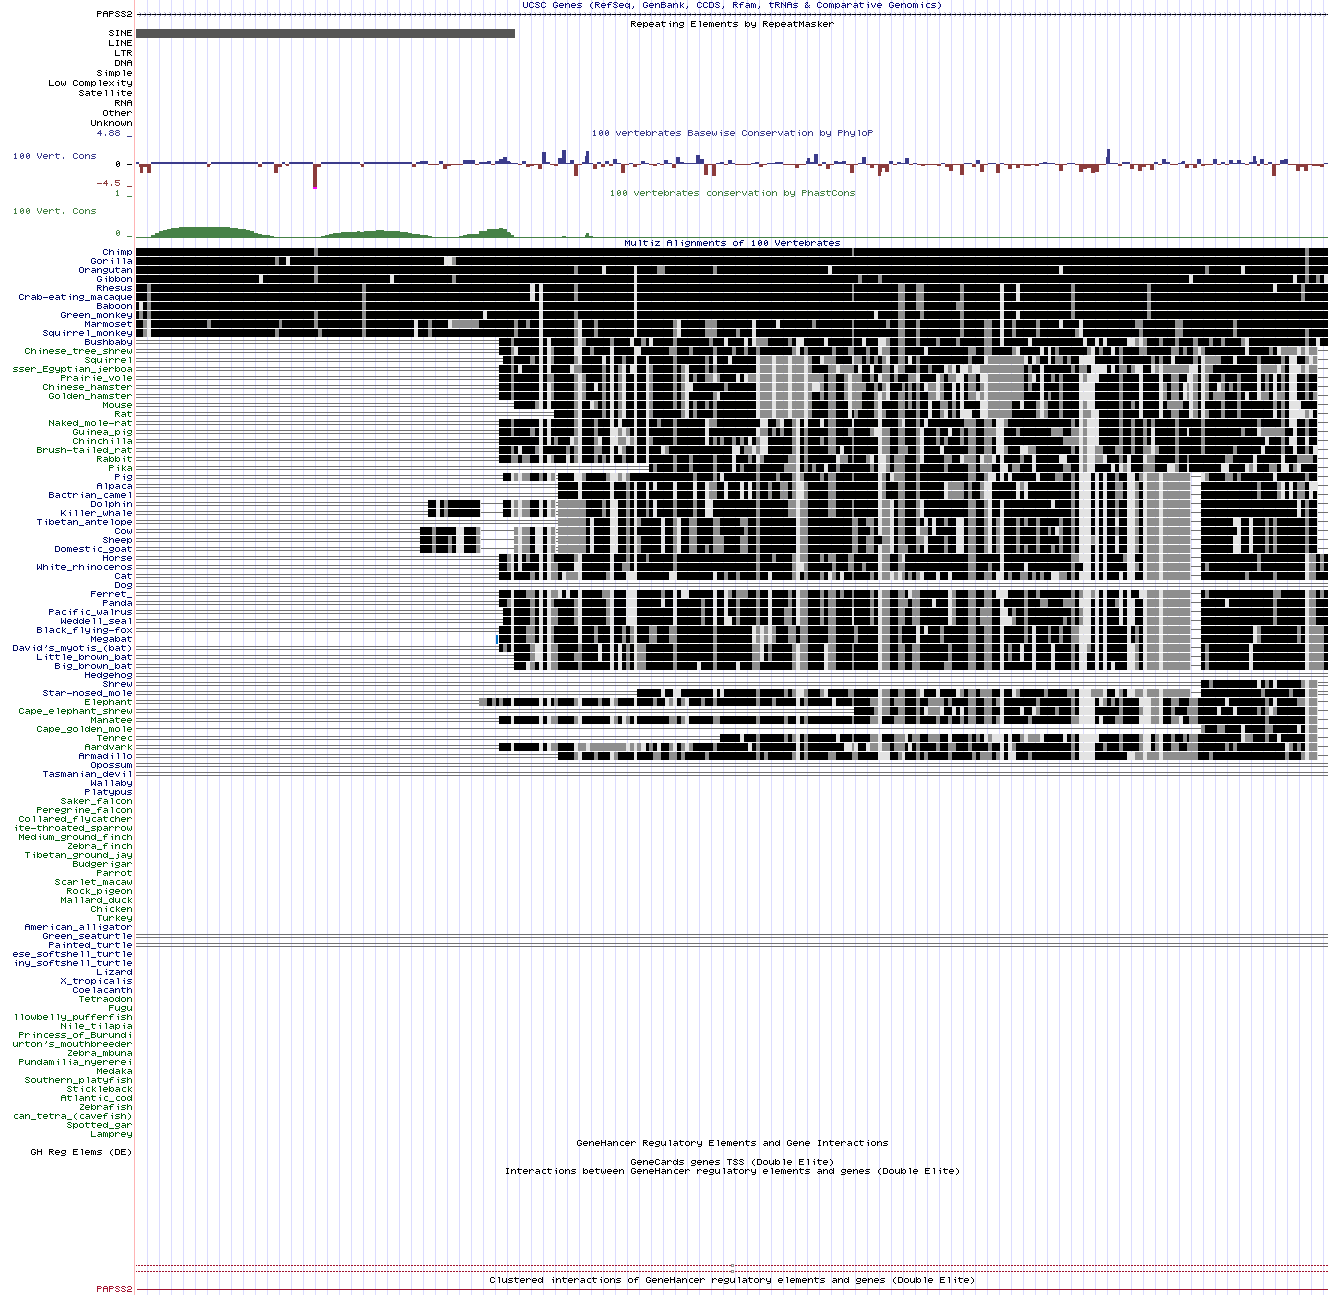 UCSC Genes (RefSeq, GenBank, CCDS, Rfam, tRNAs & Comparative Genomics)
PAPSS2
Repeating Elements by RepeatMasker
SINE
LINE
LTR
DNA
Simple
Low Complexity
Satellite
RNA
Other
Unknown
4.88 _
100 vertebrates Basewise Conservation by PhyloP
100 Vert. Cons
0 _
-4.5 _
100 vertebrates conservation by PhastCons
1 _
100 Vert. Cons
0 _
Multiz Alignments of 100 Vertebrates
Chimp
Gorilla
Orangutan
Gibbon
Rhesus
Crab-eating_macaque
Baboon
Green_monkey
Marmoset
Squirrel_monkey
Bushbaby
Chinese_tree_shrew
Squirrel
sser_Egyptian_jerboa
Prairie_vole
Chinese_hamster
Golden_hamster
Mouse
Rat
Naked_mole-rat
Guinea_pig
Chinchilla
Brush-tailed_rat
Rabbit
Pika
Pig
Alpaca
Bactrian_camel
Dolphin
Killer_whale
Tibetan_antelope
Cow
Sheep
Domestic_goat
Horse
White_rhinoceros
Cat
Dog
Ferret_
Panda
Pacific_walrus
Weddell_seal
Black_flying-fox
Megabat
David's_myotis_(bat)
Little_brown_bat
Big_brown_bat
Hedgehog
Shrew
Star-nosed_mole
Elephant
Cape_elephant_shrew
Manatee
Cape_golden_mole
Tenrec
Aardvark
Armadillo
Opossum
Tasmanian_devil
Wallaby
Platypus
Saker_falcon
Peregrine_falcon
Collared_flycatcher
ite-throated_sparrow
Medium_ground_finch
Zebra_finch
Tibetan_ground_jay
Budgerigar
Parrot
Scarlet_macaw
Rock_pigeon
Mallard_duck
Chicken
Turkey
American_alligator
Green_seaturtle
Painted_turtle
ese_softshell_turtle
iny_softshell_turtle
Lizard
X_tropicalis
Coelacanth
Tetraodon
Fugu
llowbelly_pufferfish
Nile_tilapia
Princess_of_Burundi
urton's_mouthbreeder
Zebra_mbuna
Pundamilia_nyererei
Medaka
Southern_platyfish
Stickleback
Atlantic_cod
Zebrafish
can_tetra_(cavefish)
Spotted_gar
Lamprey
GeneHancer Regulatory Elements and Gene Interactions
GH Reg Elems (DE)
GeneCards genes TSS (Double Elite)
Interactions between GeneHancer regulatory elements and genes (Double Elite)
Clustered interactions of GeneHancer regulatory elements and genes (Double Elite)
PAPSS2